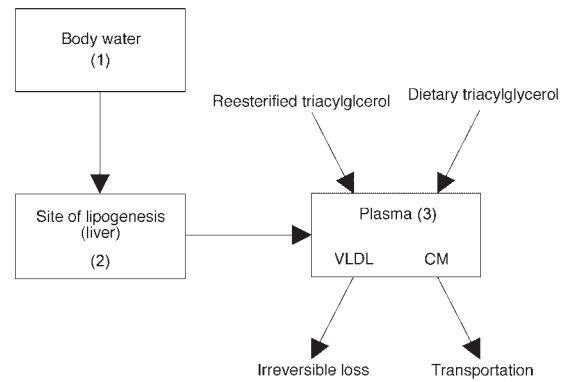 Body water
(1)
Reesterified triacylglcerol
Dietary triacylglycerol
Site of lipogenesis
(liver)
(2)
Plasma (3)
VLDL CM
Irreversible loss
Transportation